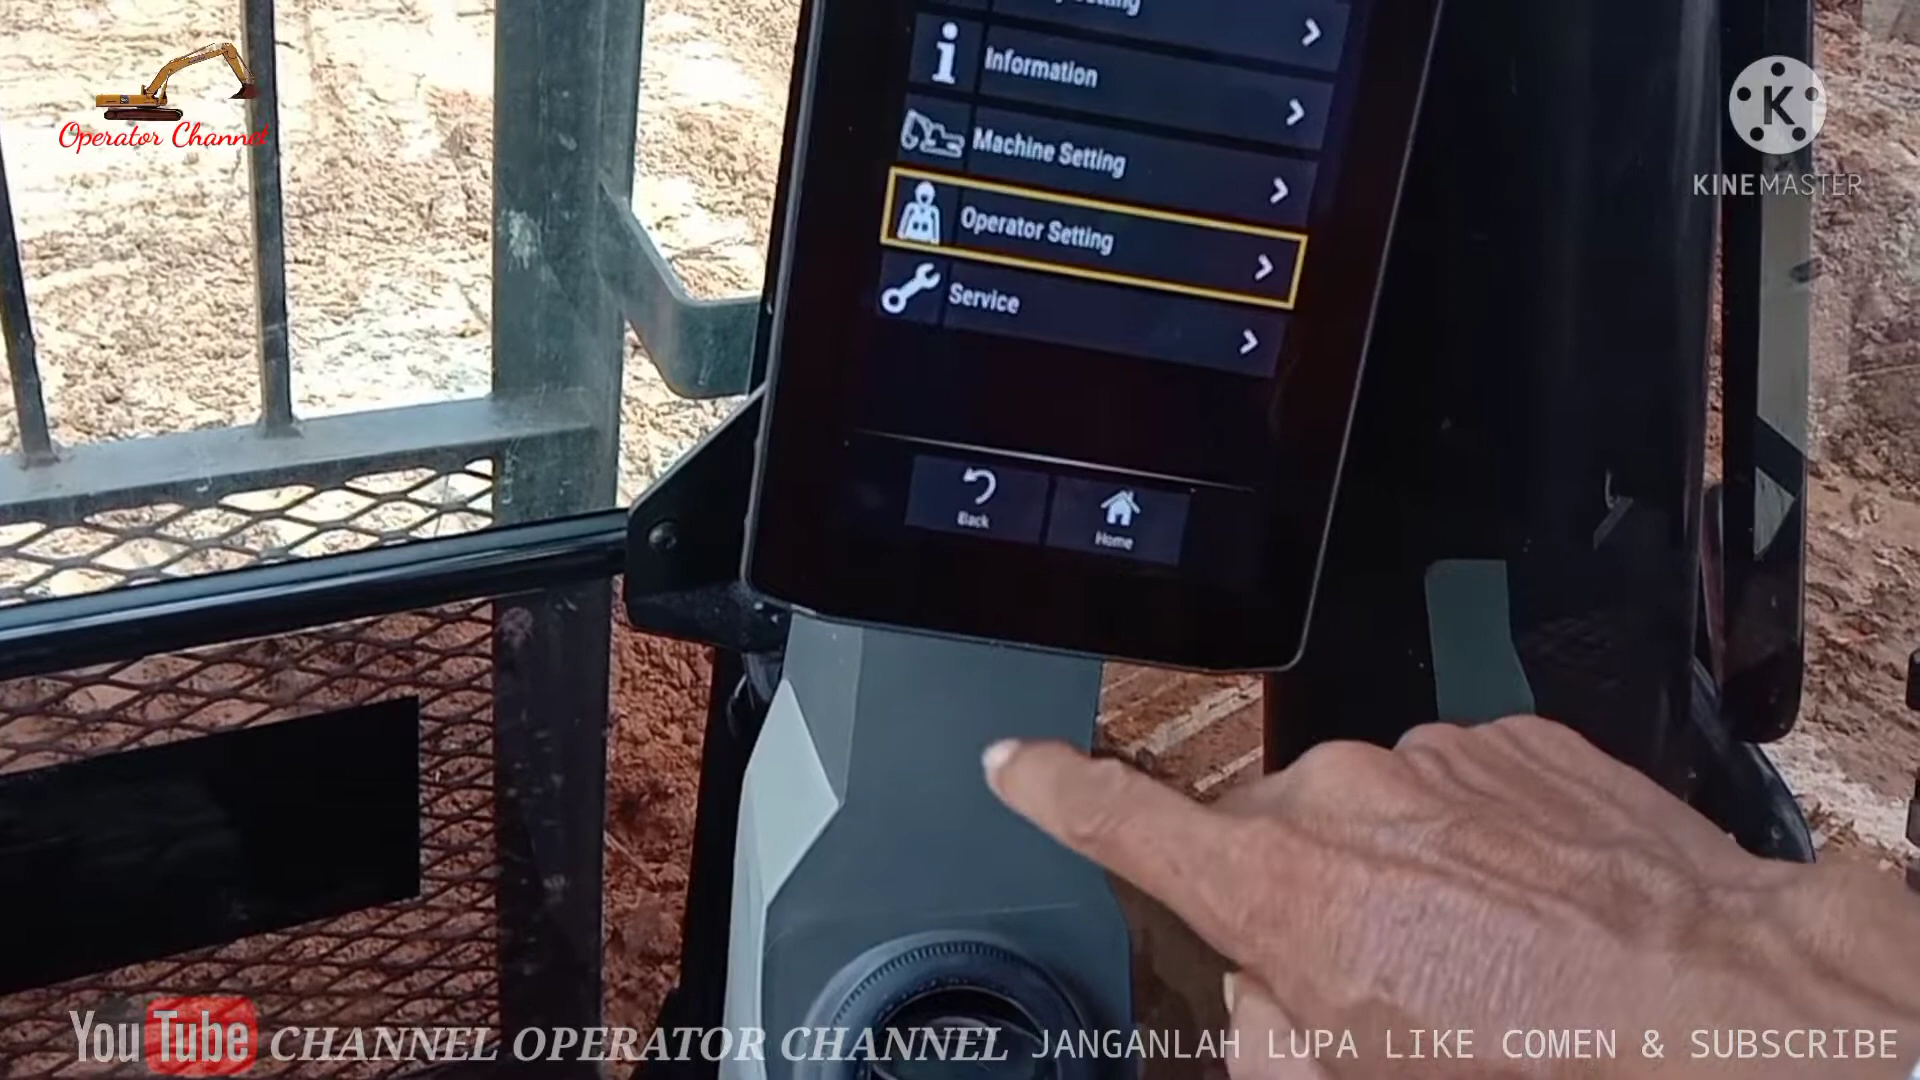 Operator Channel
Information
Machine Setting
Operator Setting
Service
Back
Home
K
KINEMASTER
YouTube CHANNEL OPERATOR CHANNEL JANGANLAH LUPA LIKE COMEN & SUBSCRIBE